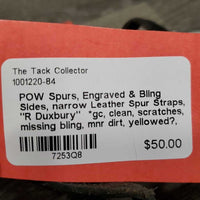 The Tack Collector
1001220-84
POW Spurs, Engraved & Bling
Sides, narrow Leather Spur Straps,
"R Duxbury" *gc, clean, scratches,
missing bling, mnr dirt, yellowed?,
7253Q8
$50.00